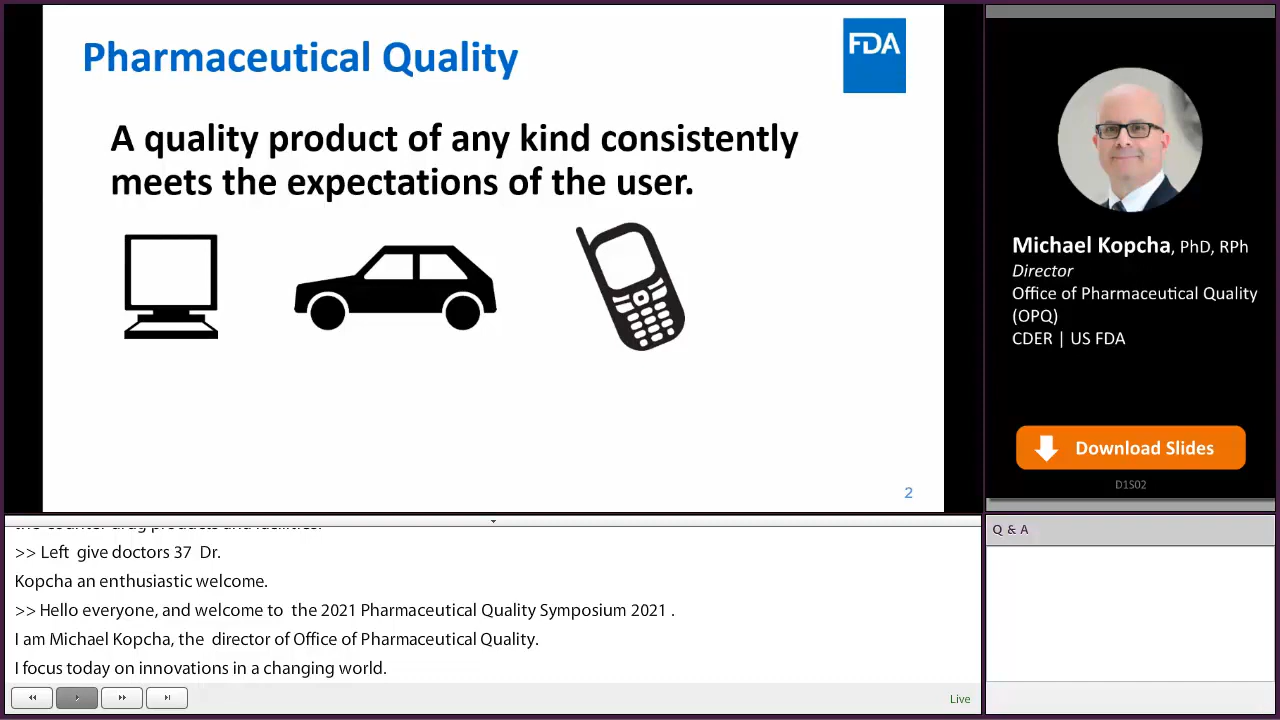 Pharmaceutical Quality
FDA
A quality product of any kind consistently
meets the expectations of the user.
2
Michael Kopcha, PhD, RPh
Director
Office of Pharmaceutical Quality
(OPQ)
CDER | US FDA
Download Slides
D1S02
the counter drug products and facilities.
>> Left give doctors 37 Dr.
Kopcha an enthusiastic welcome.
>> Hello everyone, and welcome to the 2021 Pharmaceutical Quality Symposium 2021 .
I am Michael Kopcha, the director of Office of Pharmaceutical Quality.
I focus today on innovations in a changing world.
Live
Q & A